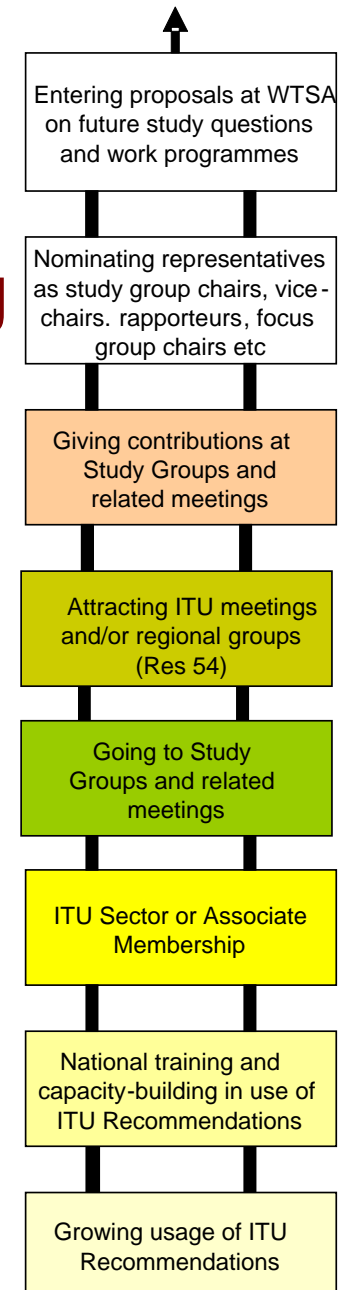 Entering proposals at WTSA
on future study questions
and work programmes
Nominating representatives
as study group chairs, vice-
chairs. rapporteurs, focus
group chairs etc
Giving contributions at
Study Groups and
related meetings
Attracting ITU meetings
and/or regional groups
(Res 54)
Going to Study
Groups and related
meetings
ITU Sector or Associate
Membership
National training and
capacity-building in use of
ITU Recommendations
Growing usage of ITU
Recommendations